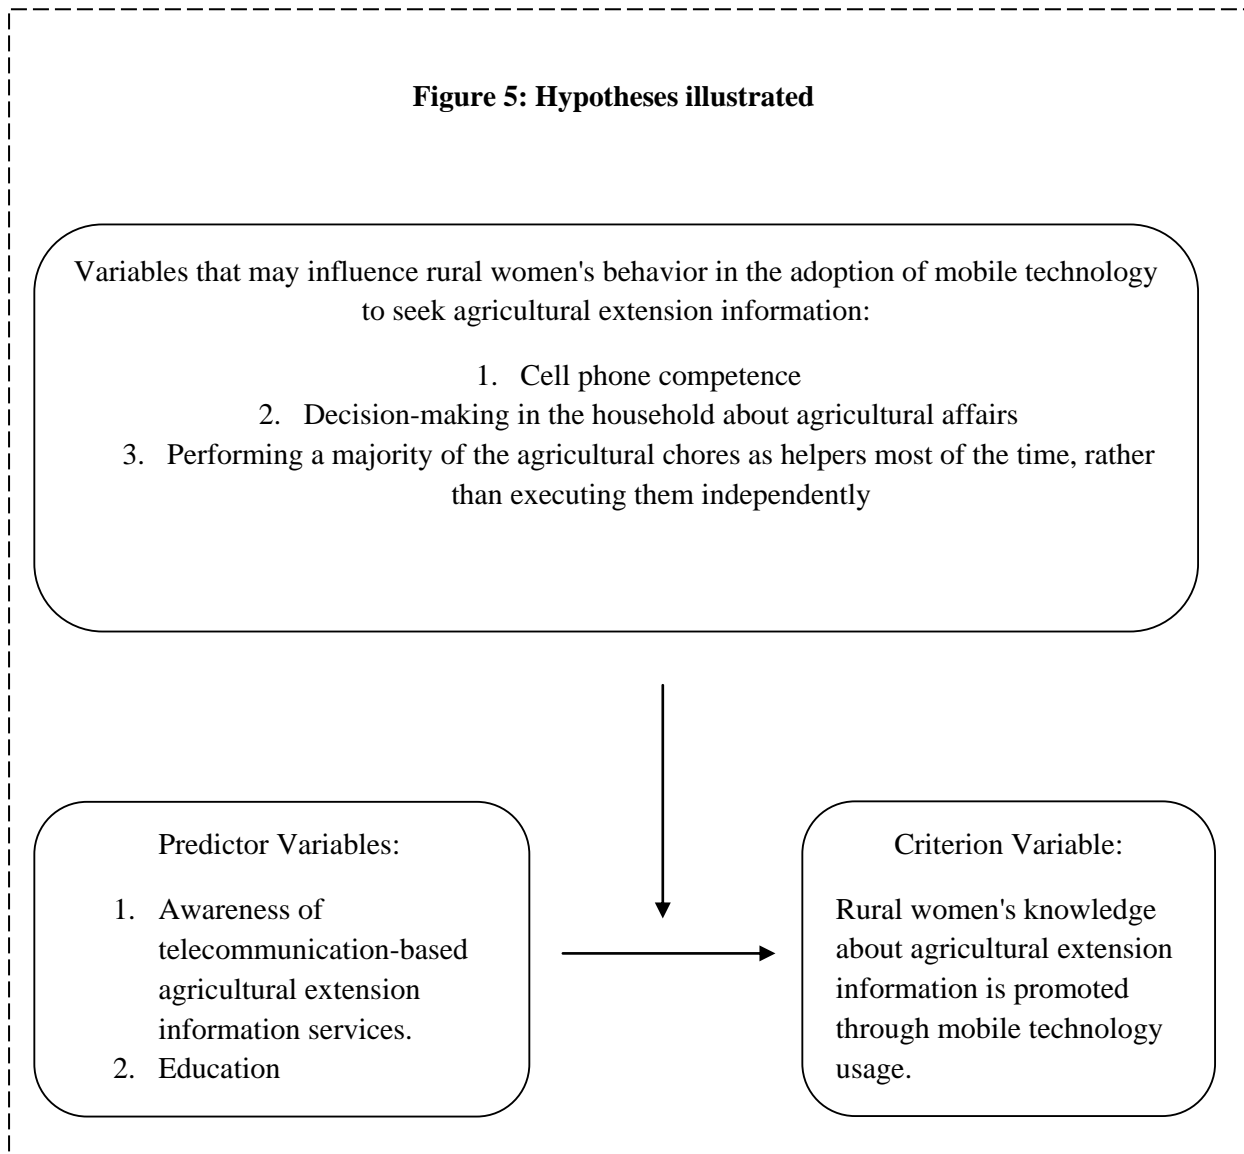 Figure 5: Hypotheses illustrated
Variables that may influence rural women's behavior in the adoption of mobile technology
to seek agricultural extension information:
1. Cell phone competence
2. Decision-making in the household about agricultural affairs
3. Performing a majority of the agricultural chores as helpers most of the time, rather
than executing them independently
Predictor Variables:
1. Awareness of
telecommunication-based
agricultural extension
information services.
2. Education
Criterion Variable:
Rural women's knowledge
about agricultural extension
information is promoted
through mobile technology
usage.